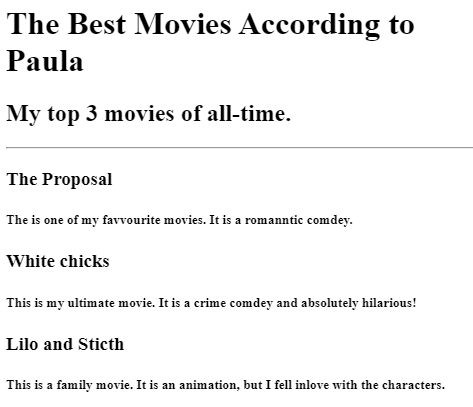 The Best Movies According to
Paula
My top 3 movies of all-time.
The Proposal
The is one of my favvourite movies. It is a romanntic comdey.
White chicks
This is my ultimate movie. It is a crime comdey and absolutely hilarious!
Lilo and Sticth
This is a family movie. It is an animation, but I fell inlove with the characters.